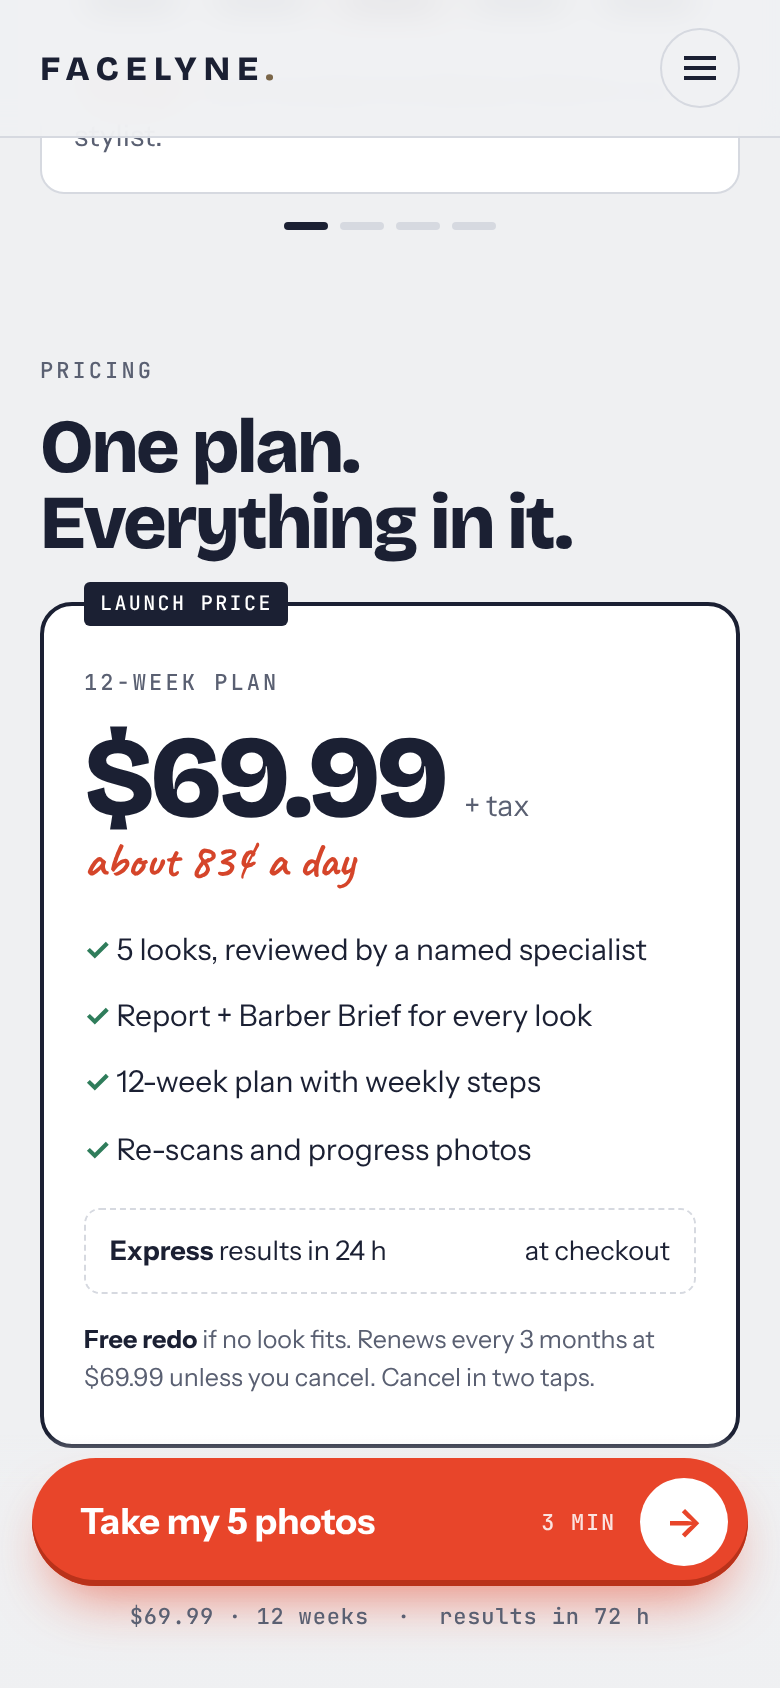 FACELYNE.
stylist.
PRICING
One plan.
Everything in it.
LAUNCH PRICE
12-WEEK PLAN
$69.99 + tax
about 83¢ a day
✓ 5 looks, reviewed by a named specialist
✓ Report + Barber Brief for every look
✓ 12-week plan with weekly steps
✓ Re-scans and progress photos
Express results in 24 h at checkout
Free redo if no look fits. Renews every 3 months at
$69.99 unless you cancel. Cancel in two taps.
Take my 5 photos 3 MIN →
$69.99 · 12 weeks · results in 72 h